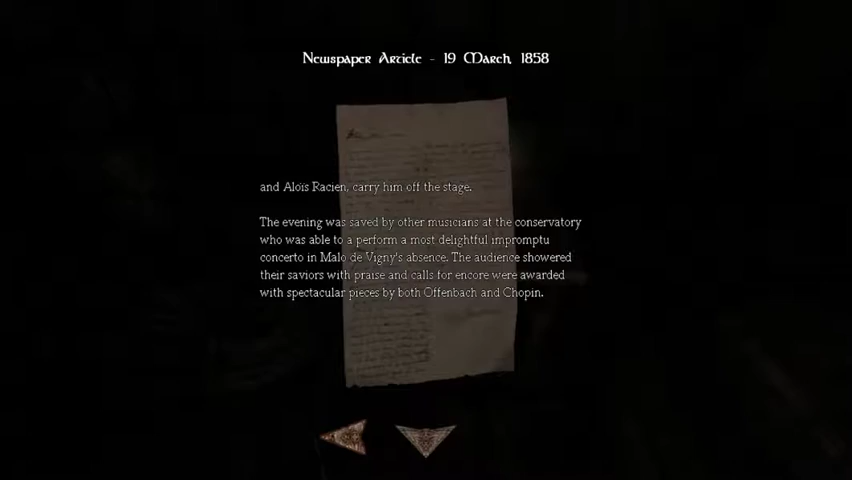 Newspaper Article - 19 March, 1858
and Aloïs Racien, carry him off the stage.
The evening was saved by other musicians at the conservatory
who was able to a perform a most delightful impromptu
concerto in Malo de Vigny's absence. The audience showered
their saviors with praise and calls for encore were awarded
with spectacular pieces by both Offenbach and Chopin.